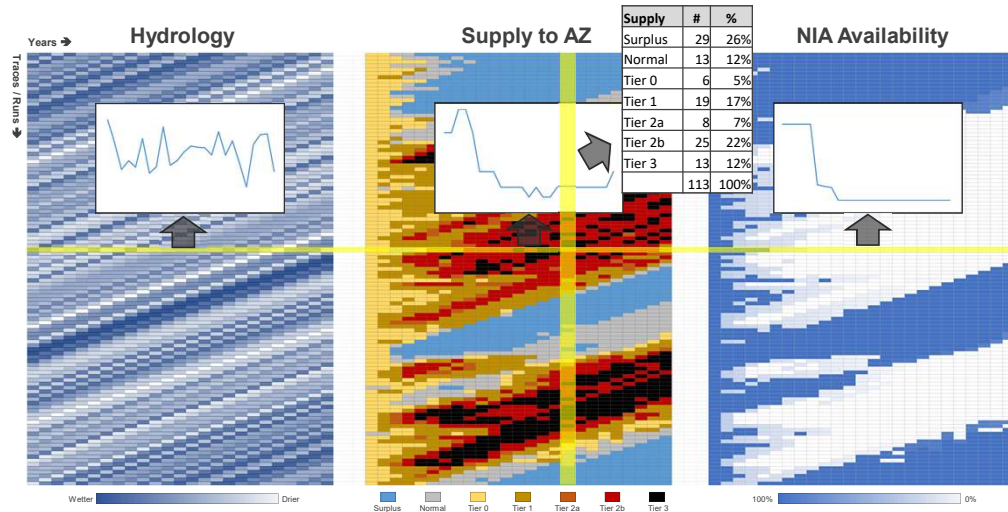 Hydrology
Supply to AZ
NIA Availability
Years
Traces / Runs
Supply # %
Surplus 29 26%
Normal 13 12%
Tier 0 6 5%
Tier 1 19 17%
Tier 2a 8 7%
Tier 2b 25 22%
Tier 3 13 12%
113 100%
Wetter Drier
Surplus Normal Tier 0 Tier 1 Tier 2a Tier 2b Tier 3
100% 0%